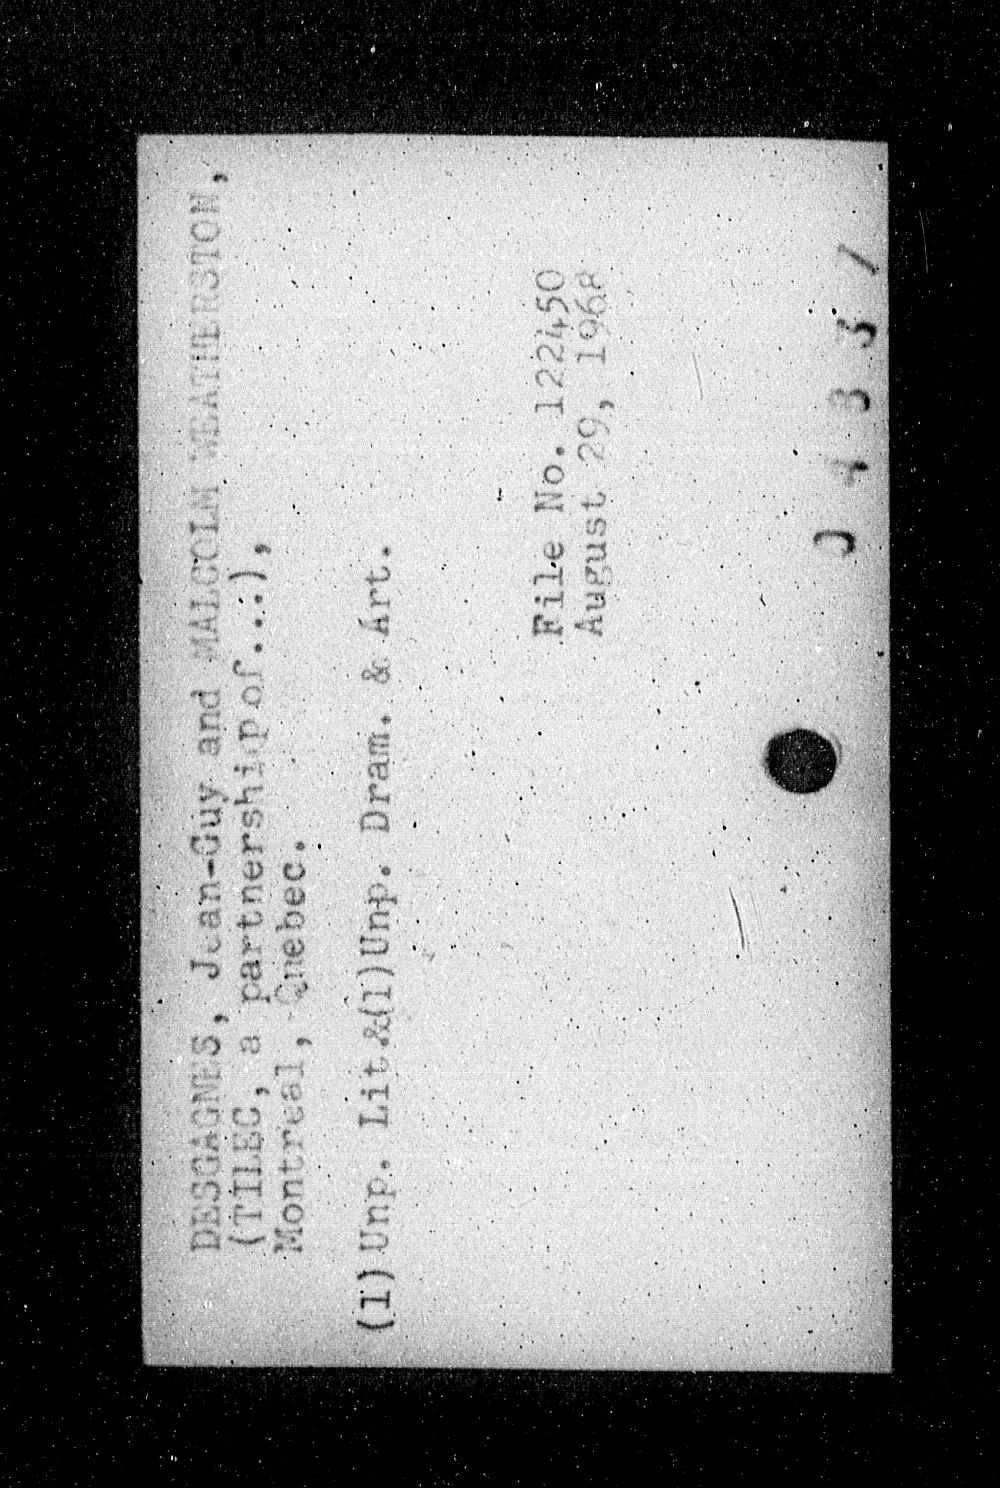 DESGAGNES, Jean-Guy and MALCOLM WEATHERSTON,
(TILEC, a partnership of...),
Montreal, Quebec.
(1) Unp. Lit &(1)Unp. Dram. & Art.
File No. 122450
August 29, 1968